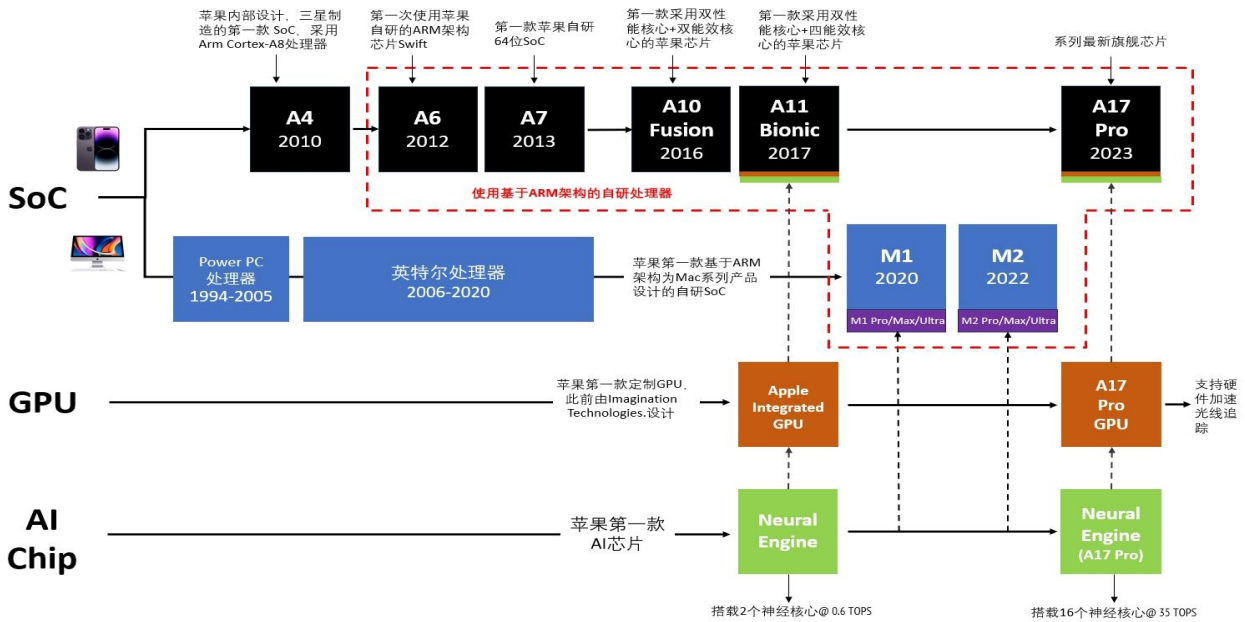 苹果内部设计、三星制
造的第一款 SoC，采用
Arm Cortex-A8处理器
第一次使用苹果
自研的ARM架构
芯片Swift
第一款苹果自研
64位SoC
第一款采用双性
能核心+双能效核
心的苹果芯片
第一款采用双性
能核心+四能效核
心的苹果芯片
系列最新旗舰芯片
A4
2010
A6
2012
A7
2013
A10
Fusion
2016
A11
Bionic
2017
A17
Pro
2023
SoC
使用基于ARM架构的自研处理器
Power PC
处理器
1994-2005
英特尔处理器
2006-2020
苹果第一款基于ARM
架构为Mac系列产品
设计的自研SoC
M1
2020
M1 Pro/Max/Ultra
M2
2022
M2 Pro/Max/Ultra
GPU
苹果第一款定制GPU，
此前由Imagination
Technologies.设计
Apple
Integrated
GPU
A17
Pro
GPU
支持硬
件加速
光线追
踪
AI
Chip
苹果第一款
AI芯片
Neural
Engine
Neural
Engine
(A17 Pro)
搭载2个神经核心@ 0.6 TOPS
搭载16个神经核心@ 35 TOPS